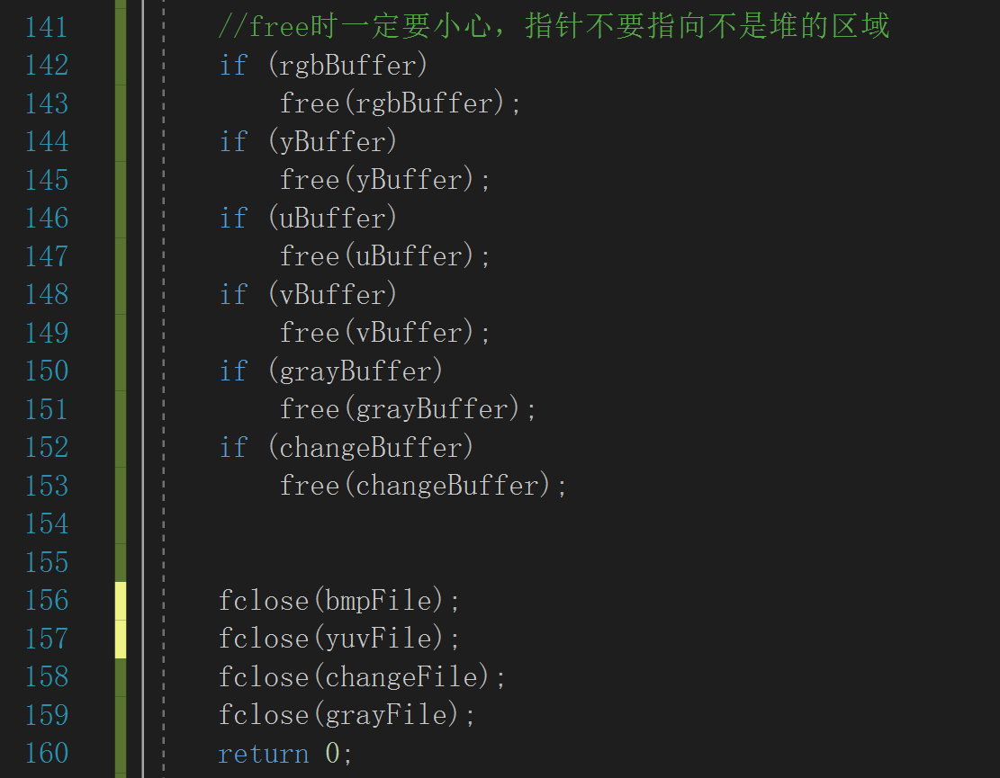 141 //free时一定要小心，指针不要指向不是堆的区域
142 if (rgbBuffer)
143 free(rgbBuffer);
144 if (yBuffer)
145 free(yBuffer);
146 if (uBuffer)
147 free(uBuffer);
148 if (vBuffer)
149 free(vBuffer);
150 if (grayBuffer)
151 free(grayBuffer);
152 if (changeBuffer)
153 free(changeBuffer);
154
155
156 fclose(bmpFile);
157 fclose(yuvFile);
158 fclose(changeFile);
159 fclose(grayFile);
160 return 0;